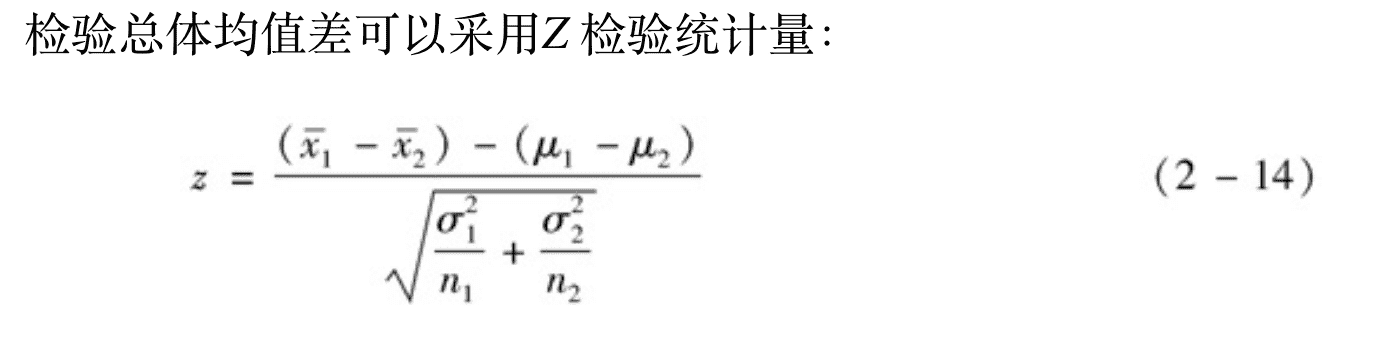 检验总体均值差可以采用Z 检验统计量：
z = \frac{(\bar{x}_1 - \bar{x}_2) - (\mu_1 - \mu_2)}{\sqrt{\frac{\sigma_1^2}{n_1} + \frac{\sigma_2^2}{n_2}}} (2 - 14)